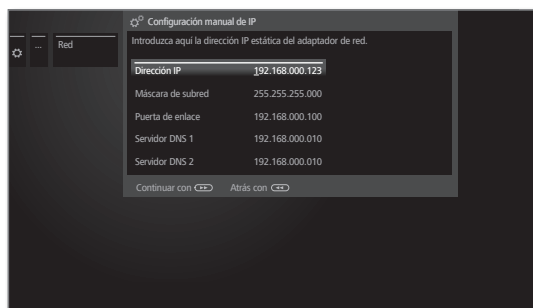 Configuración manual de IP
... Red
Introduzca aquí la dirección IP estática del adaptador de red.
Dirección IP 192.168.000.123
Máscara de subred 255.255.255.000
Puerta de enlace 192.168.000.100
Servidor DNS 1 192.168.000.010
Servidor DNS 2 192.168.000.010
Continuar con Atrás con